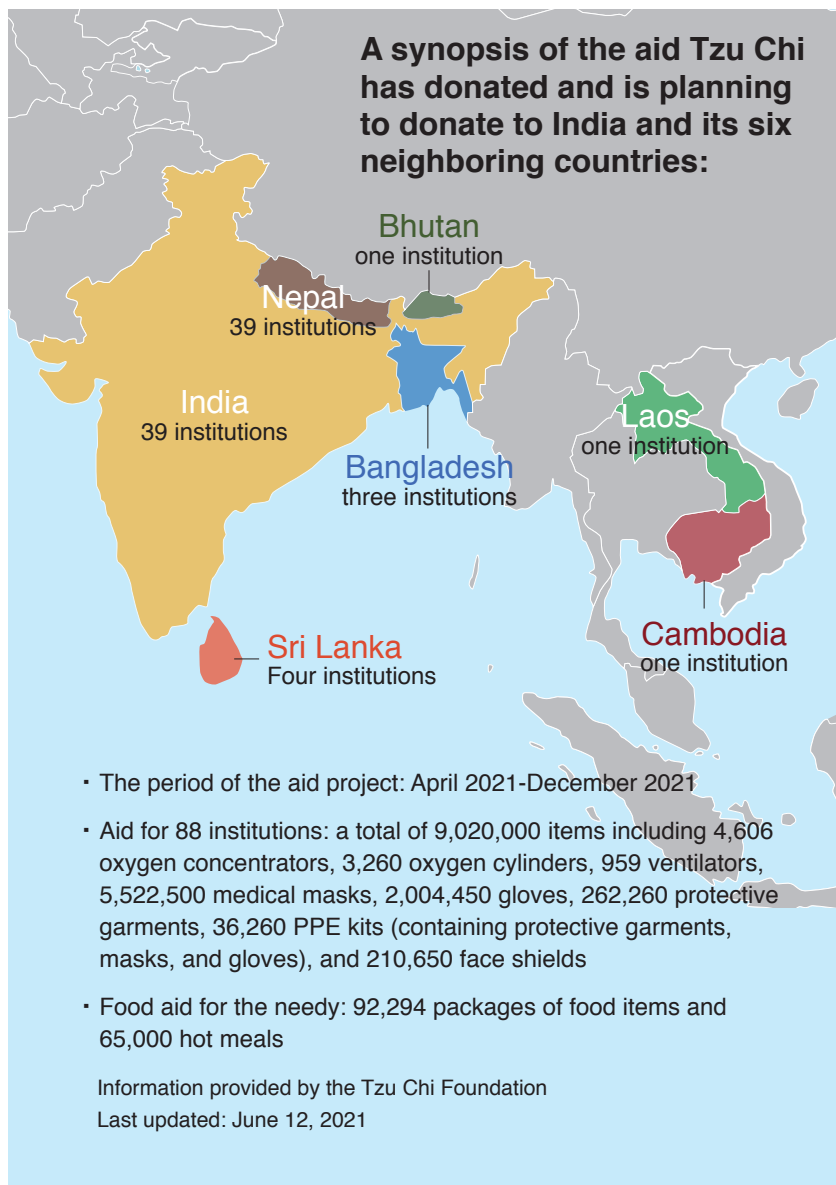 A synopsis of the aid Tzu Chi
has donated and is planning
to donate to India and its six
neighboring countries:
Bhutan
one institution
Nepal
39 institutions
India
39 institutions
Laos
one institution
Bangladesh
three institutions
Cambodia
one institution
Sri Lanka
Four institutions
· The period of the aid project: April 2021-December 2021
· Aid for 88 institutions: a total of 9,020,000 items including 4,606
oxygen concentrators, 3,260 oxygen cylinders, 959 ventilators,
5,522,500 medical masks, 2,004,450 gloves, 262,260 protective
garments, 36,260 PPE kits (containing protective garments,
masks, and gloves), and 210,650 face shields
· Food aid for the needy: 92,294 packages of food items and
65,000 hot meals
Information provided by the Tzu Chi Foundation
Last updated: June 12, 2021